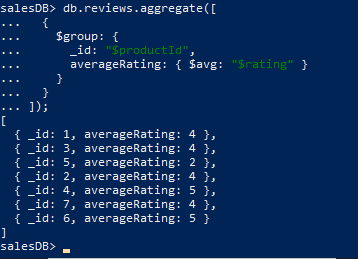 salesDB> db.reviews.aggregate([
...   {
...     $group: {
...       _id: "$productId",
...       averageRating: { $avg: "$rating" }
...     }
...   }
... ]);
[
  { _id: 1, averageRating: 4 },
  { _id: 3, averageRating: 4 },
  { _id: 5, averageRating: 2 },
  { _id: 2, averageRating: 4 },
  { _id: 4, averageRating: 5 },
  { _id: 7, averageRating: 4 },
  { _id: 6, averageRating: 5 }
]
salesDB>